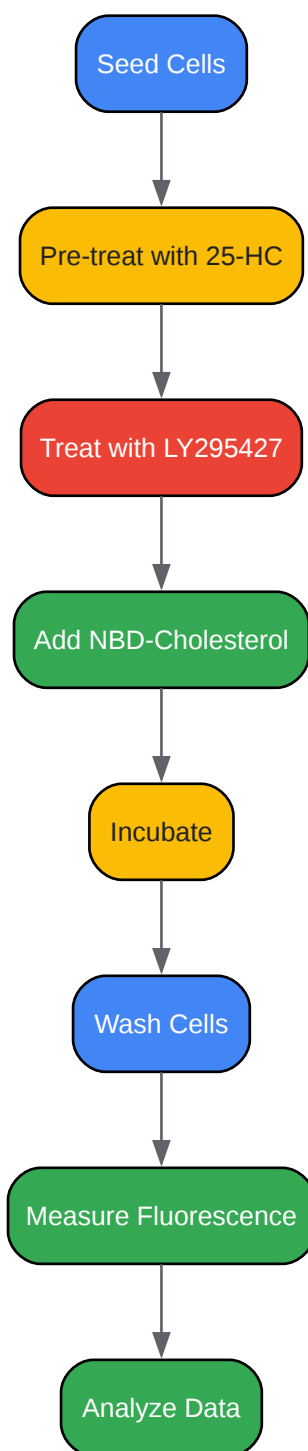 Seed Cells
Pre-treat with 25-HC
Treat with LY295427
Add NBD-Cholesterol
Incubate
Wash Cells
Measure Fluorescence
Analyze Data